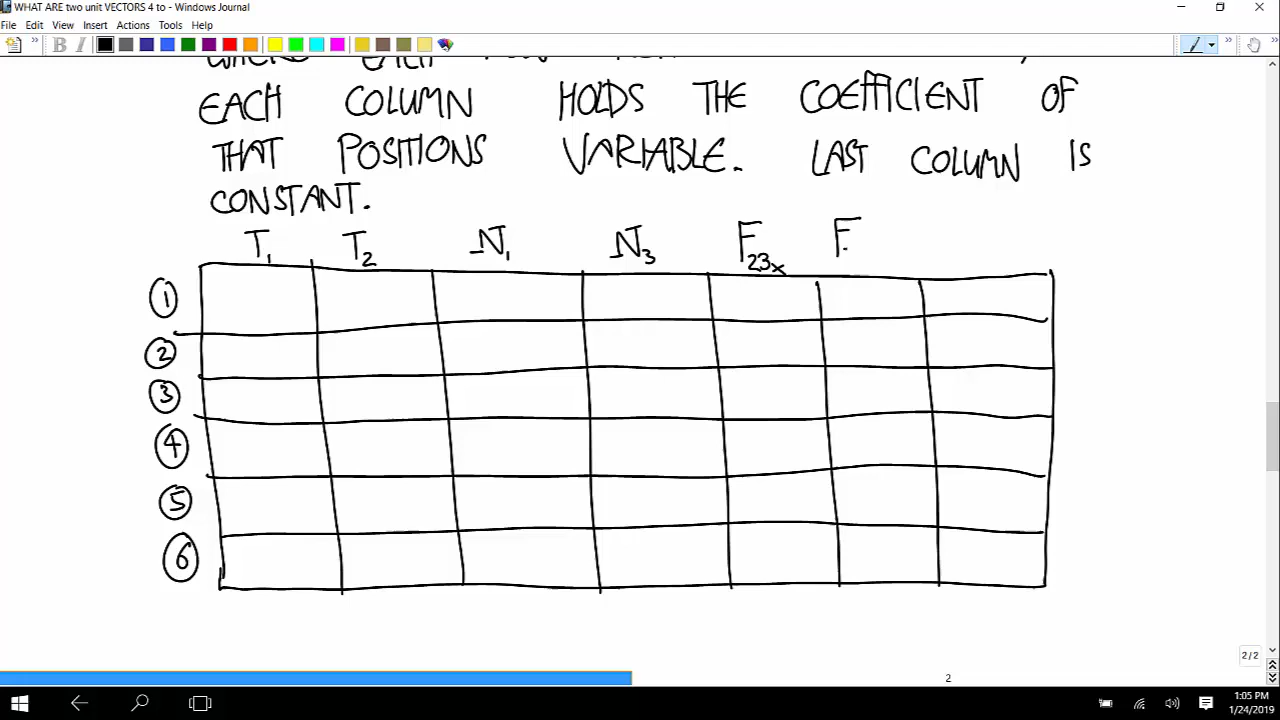 WHAT ARE two unit VECTORS 4 to - Windows Journal
File Edit View Insert Actions Tools Help
B I
WHERE EACH
EACH COLUMN HOLDS THE COEFFICIENT OF
THAT POSITIONS VARIABLE. LAST COLUMN IS
CONSTANT.
T1 T2 N1 N3 F23x F
1
2
3
4
5
6
2/2
2
1:05 PM
1/24/2019